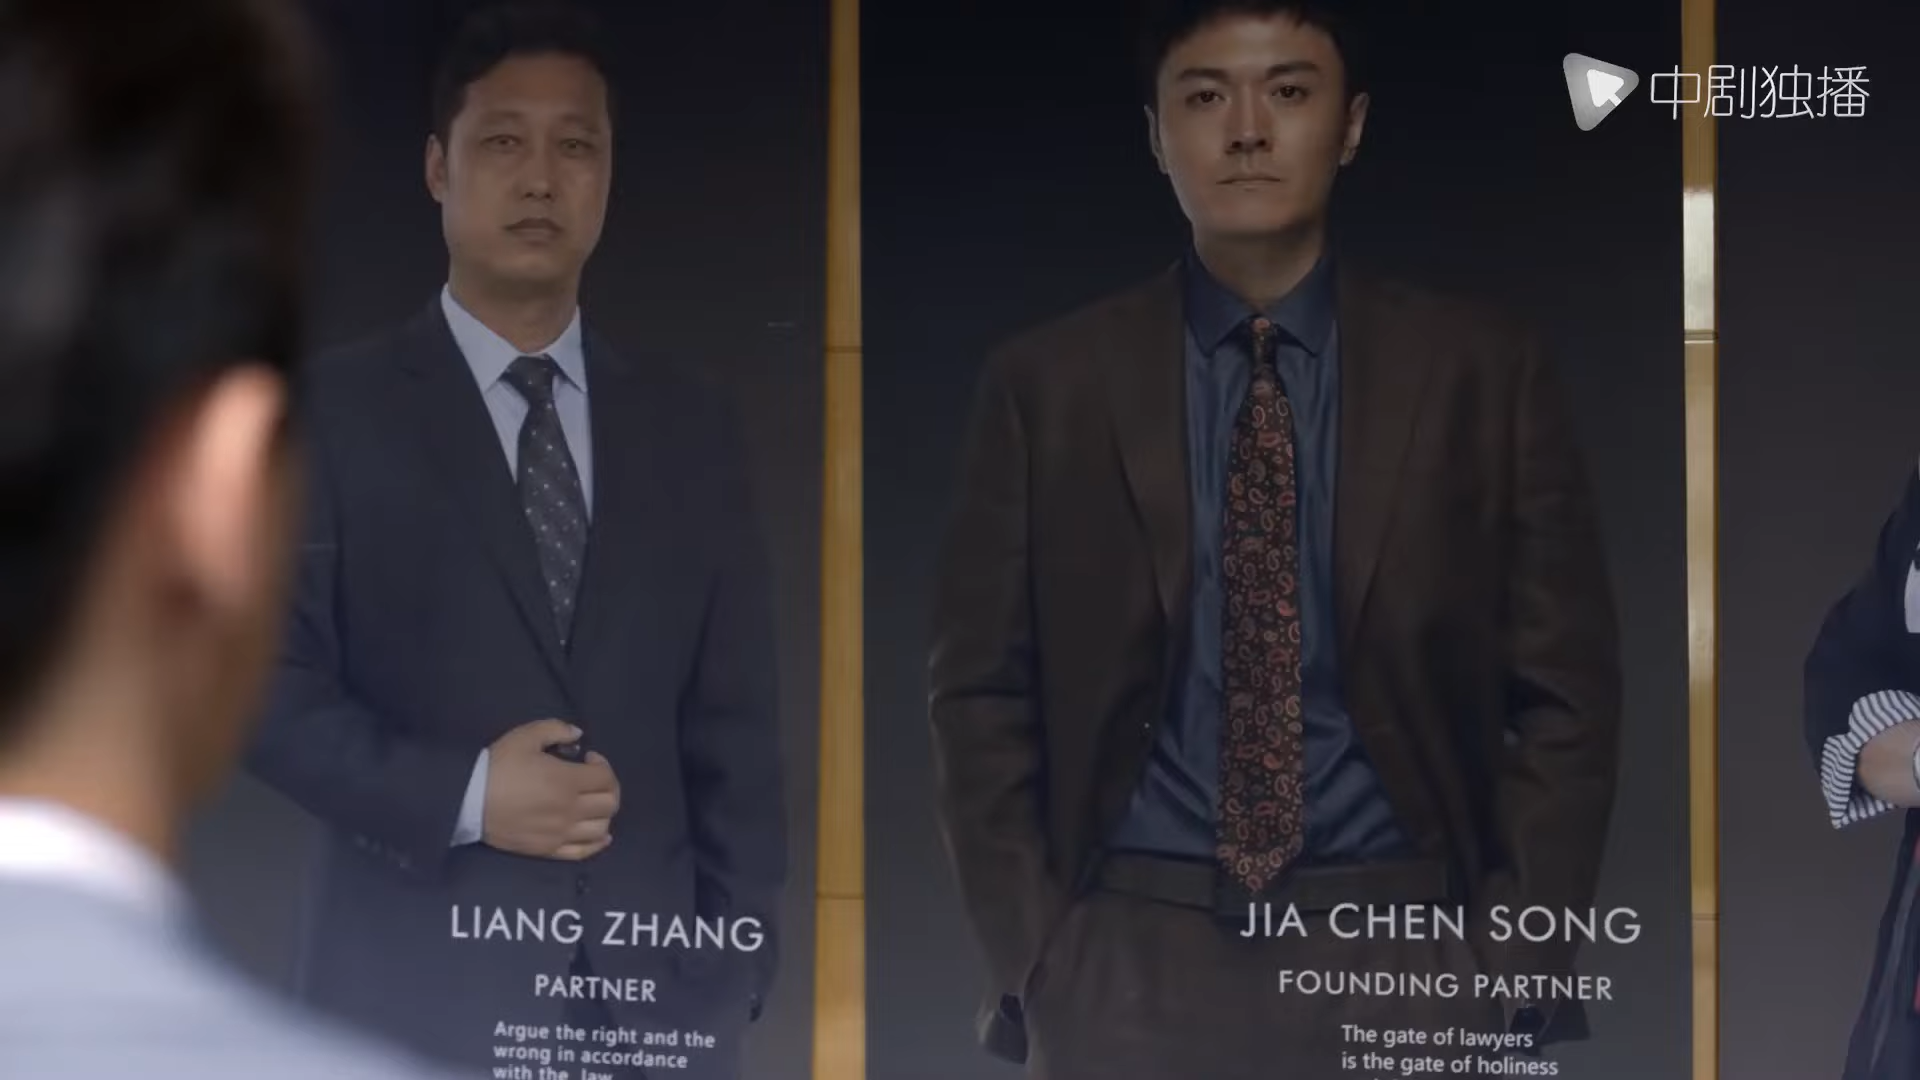 中剧独播
LIANG ZHANG
PARTNER
Argue the right and the
wrong in accordance
with the law
JIA CHEN SONG
FOUNDING PARTNER
The gate of lawyers
is the gate of holiness